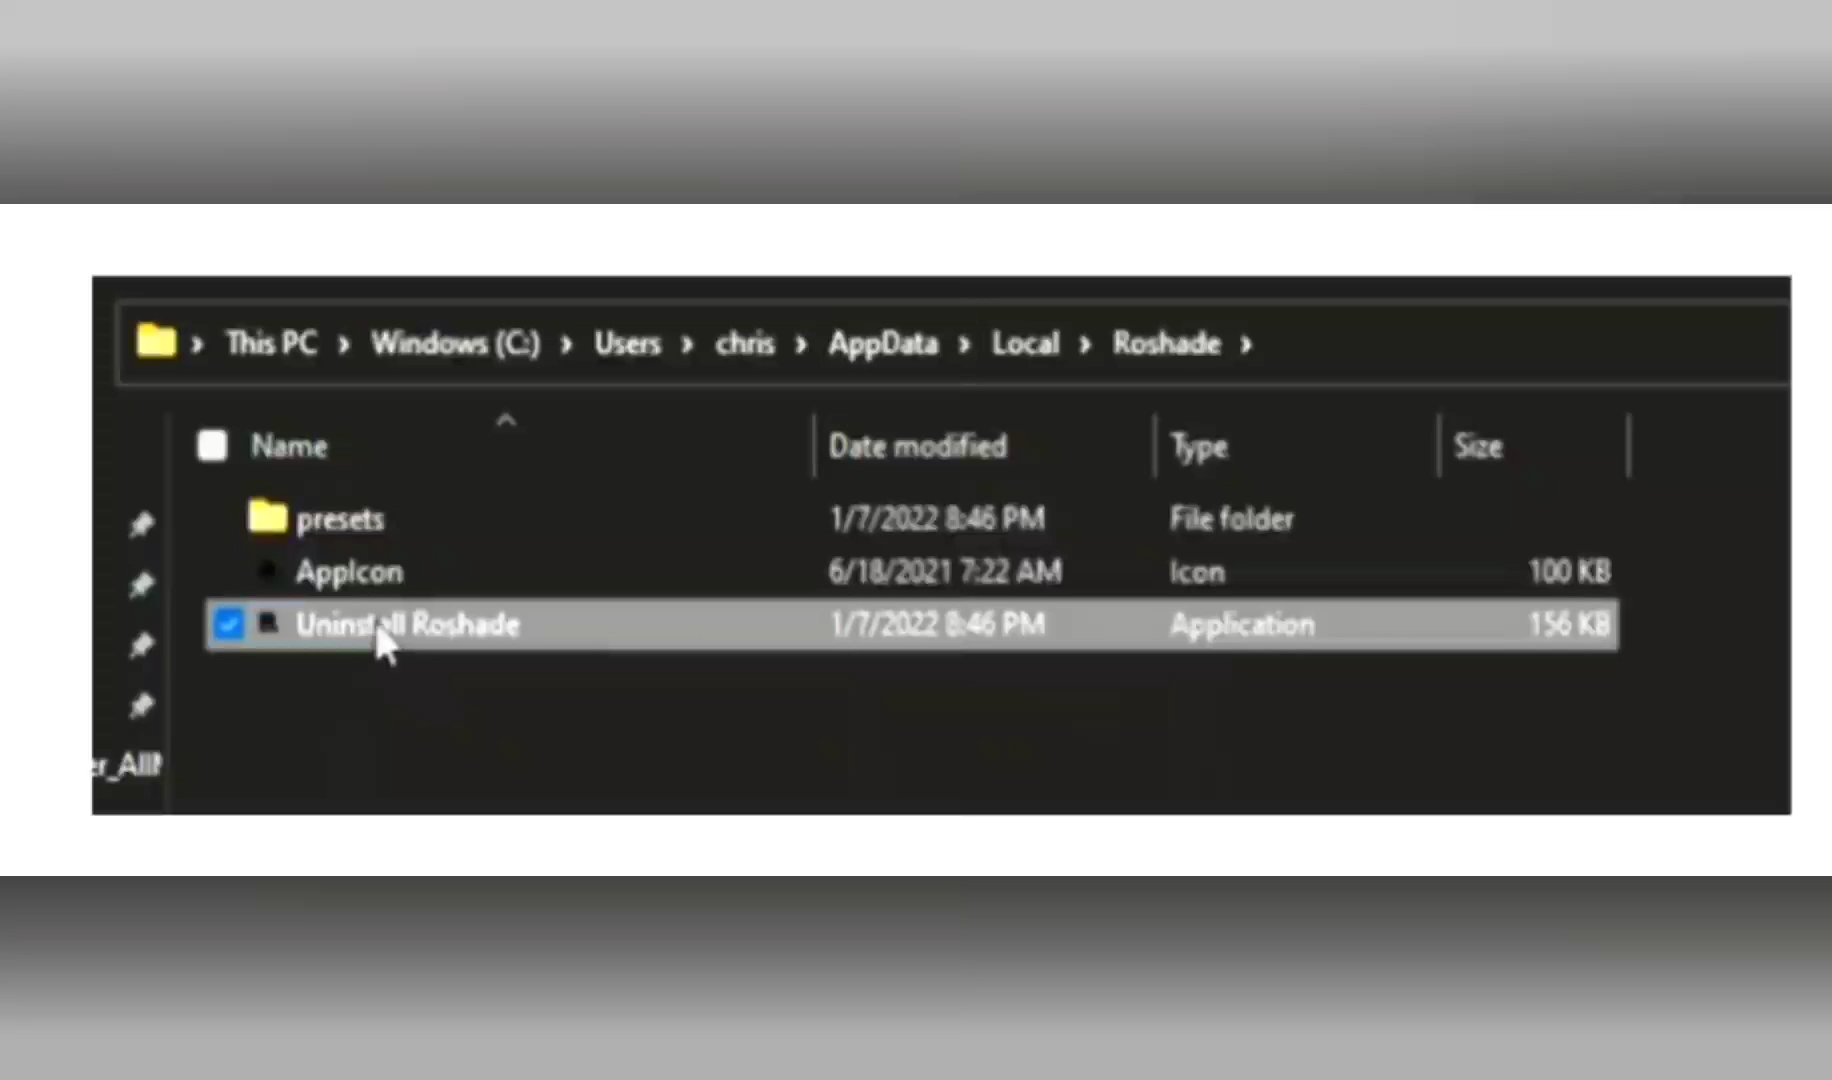 This PC > Windows (C:) > Users > chris > AppData > Local > Roshade >
Name Date modified Type Size
presets 1/7/2022 8:46 PM File folder
AppIcon 6/18/2021 7:22 AM Icon 100 KB
Uninstall Roshade 1/7/2022 8:46 PM Application 156 KB